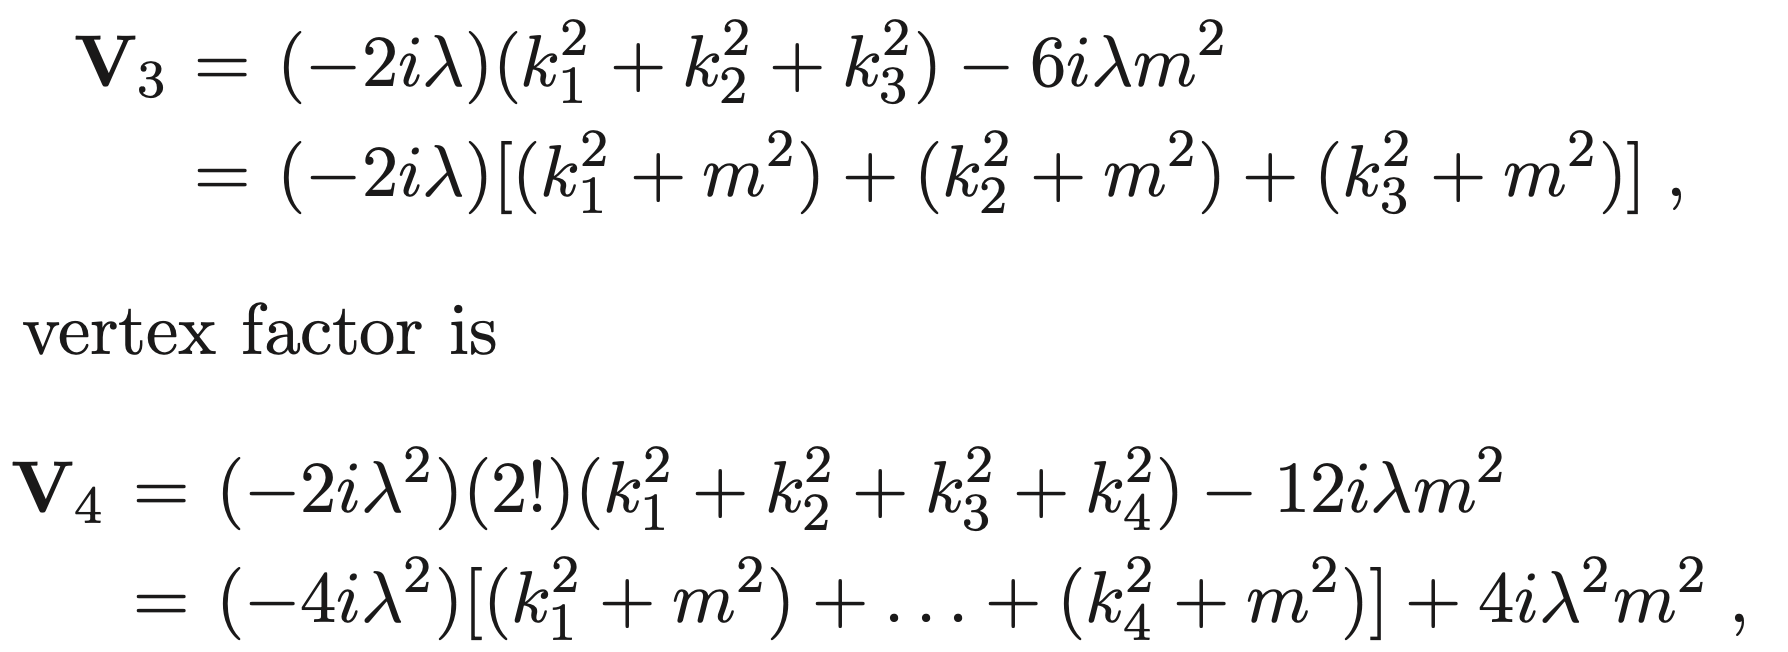 V₃ = (−2iλ)(k₁² + k₂² + k₃²) − 6iλm²
= (−2iλ)[(k₁² + m²) + (k₂² + m²) + (k₃² + m²)] ,
vertex factor is
V₄ = (−2iλ²)(2!)(k₁² + k₂² + k₃² + k₄²) − 12iλm²
= (−4iλ²)[(k₁² + m²) + . . . + (k₄² + m²)] + 4iλ²m² ,